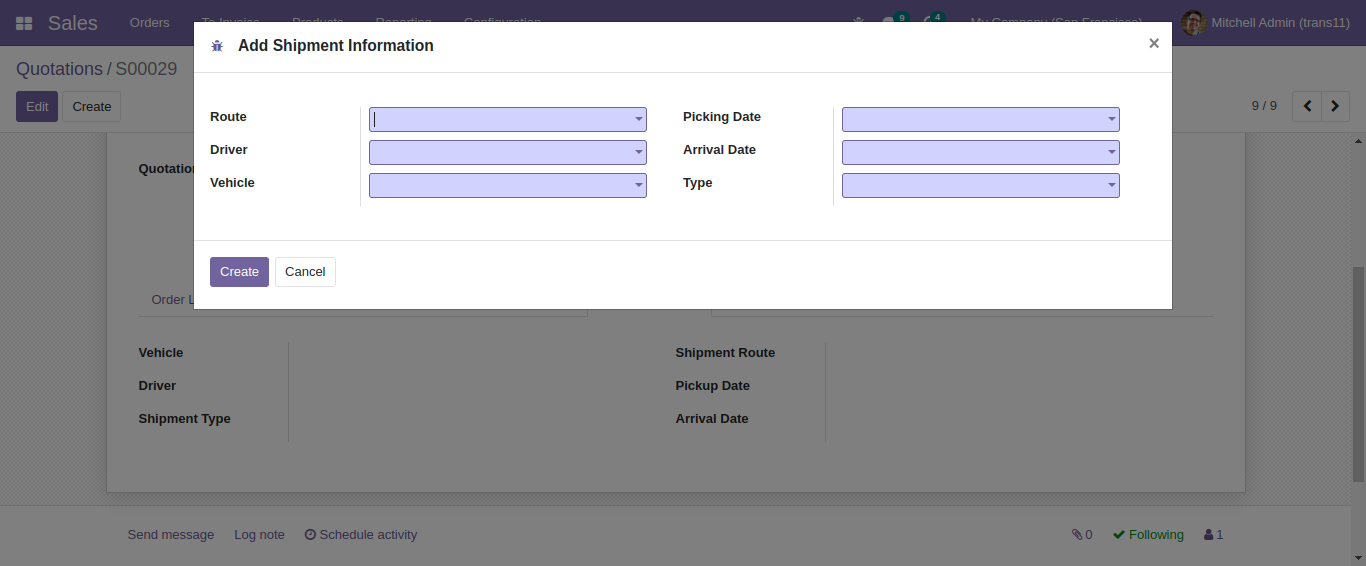 Sales Orders To Invoice Products Reporting Configuration 9 4 My Company (San Francisco) Mitchell Admin (trans11)
Add Shipment Information ×
Quotations / S00029
Edit Create 9 / 9
Route Picking Date
Driver Arrival Date
Quotation
Vehicle Type
Create Cancel
Order L
Vehicle Shipment Route
Driver Pickup Date
Shipment Type Arrival Date
Send message Log note Schedule activity 0 Following 1